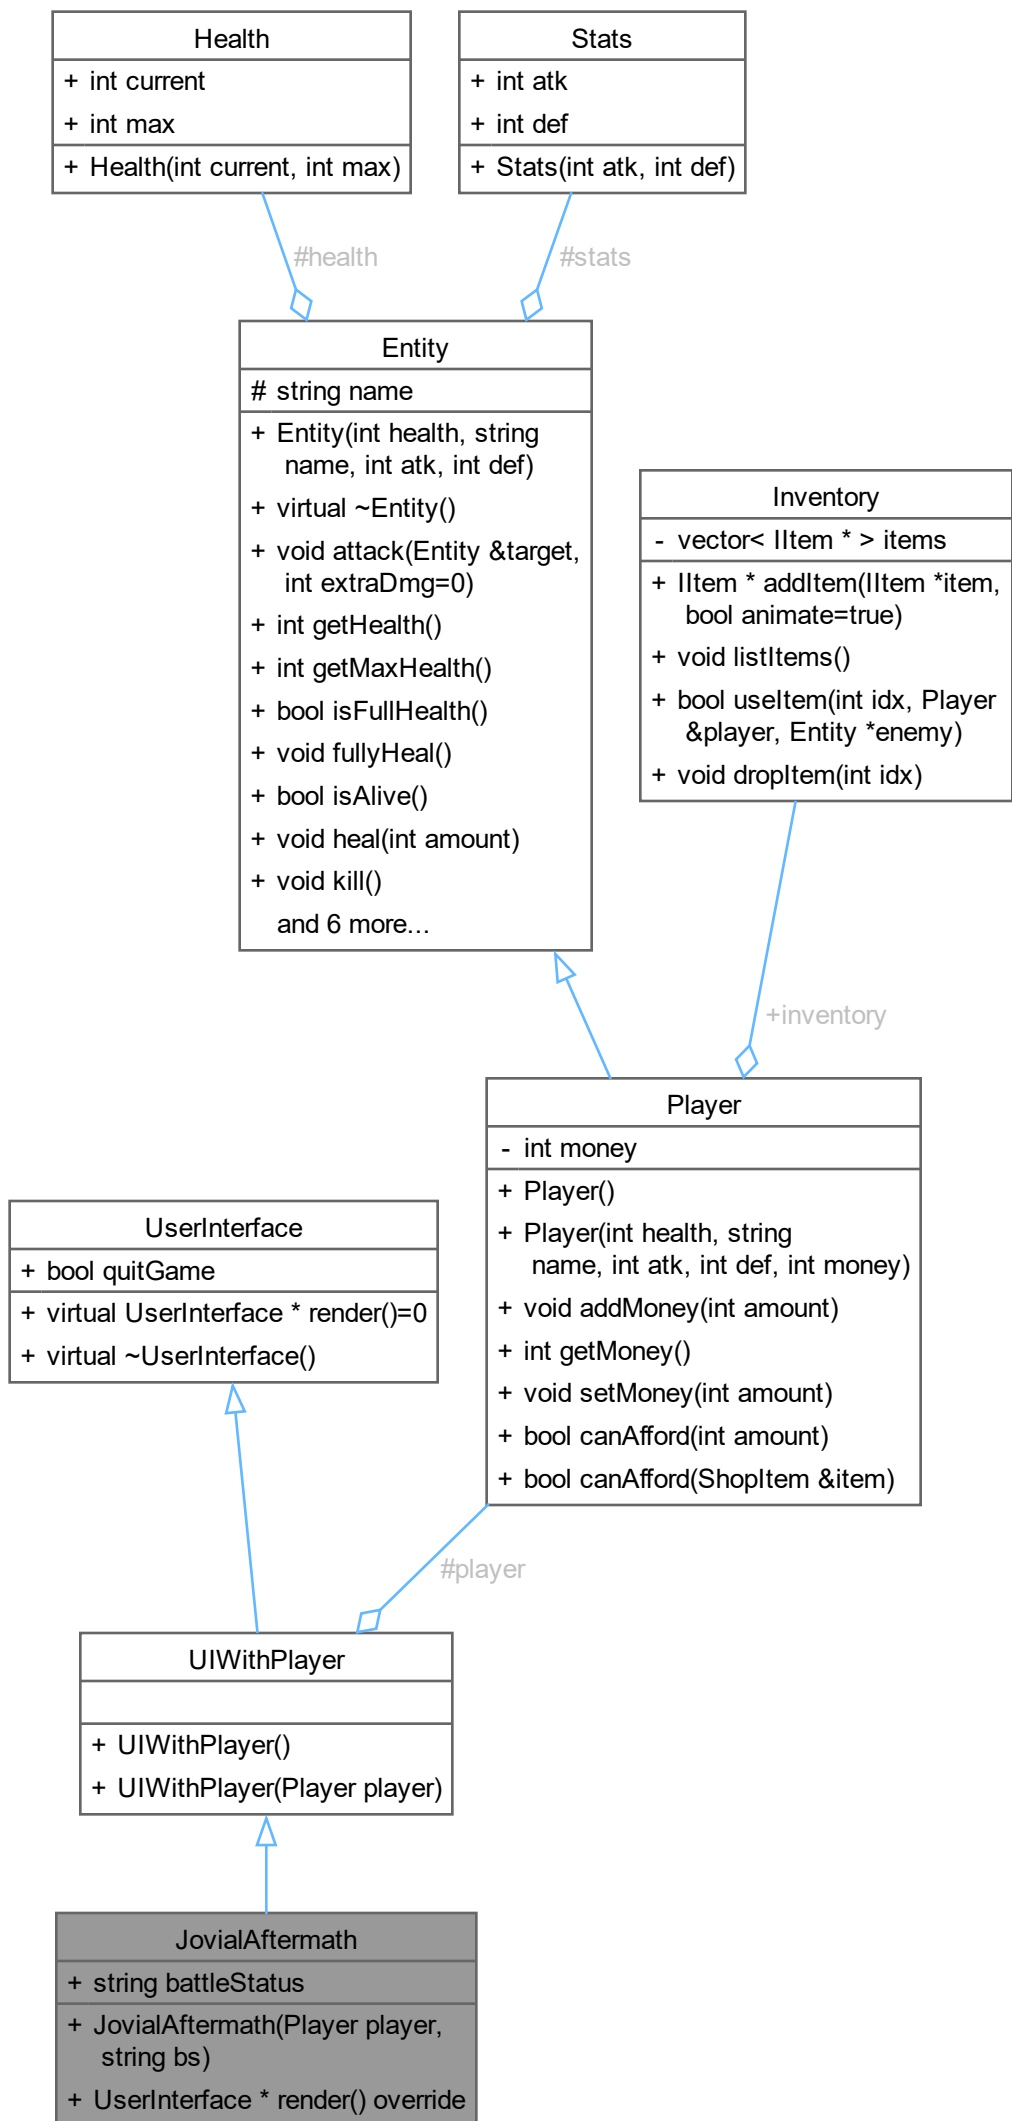 Health
+ int current
+ int max
+ Health(int current, int max)
Stats
+ int atk
+ int def
+ Stats(int atk, int def)
#health
#stats
Entity
# string name
+ Entity(int health, string
name, int atk, int def)
+ virtual ~Entity()
+ void attack(Entity &target,
int extraDmg=0)
+ int getHealth()
+ int getMaxHealth()
+ bool isFullHealth()
+ void fullyHeal()
+ bool isAlive()
+ void heal(int amount)
+ void kill()
and 6 more...
Inventory
- vector< IItem * > items
+ IItem * addItem(IItem *item,
bool animate=true)
+ void listItems()
+ bool useItem(int idx, Player
&player, Entity *enemy)
+ void dropItem(int idx)
+inventory
Player
- int money
+ Player()
+ Player(int health, string
name, int atk, int def, int money)
+ void addMoney(int amount)
+ int getMoney()
+ void setMoney(int amount)
+ bool canAfford(int amount)
+ bool canAfford(ShopItem &item)
UserInterface
+ bool quitGame
+ virtual UserInterface * render()=0
+ virtual ~UserInterface()
#player
UIWithPlayer
+ UIWithPlayer()
+ UIWithPlayer(Player player)
JovialAftermath
+ string battleStatus
+ JovialAftermath(Player player,
string bs)
+ UserInterface * render() override